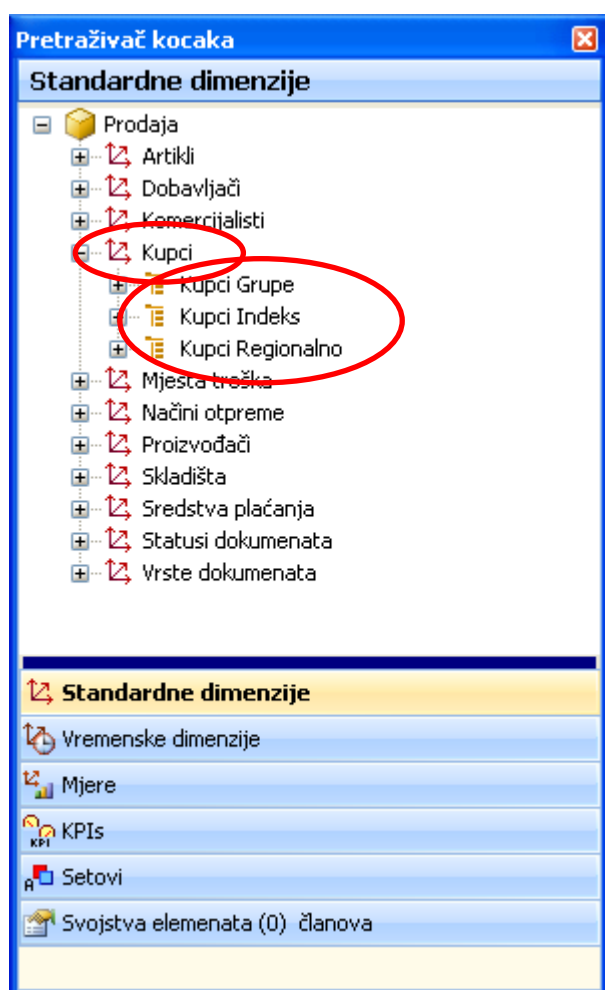 Pretraživač kocaka
Standardne dimenzije
Prodaja
Artikli
Dobavljači
Komercijalisti
Kupci
Kupci Grupe
Kupci Indeks
Kupci Regionalno
Mjesta troška
Načini otpreme
Proizvođači
Skladišta
Sredstva plaćanja
Statusi dokumenata
Vrste dokumenata
Standardne dimenzije
Vremenske dimenzije
Mjere
KPI KPIs
A Setovi
Svojstva elemenata (0) članova